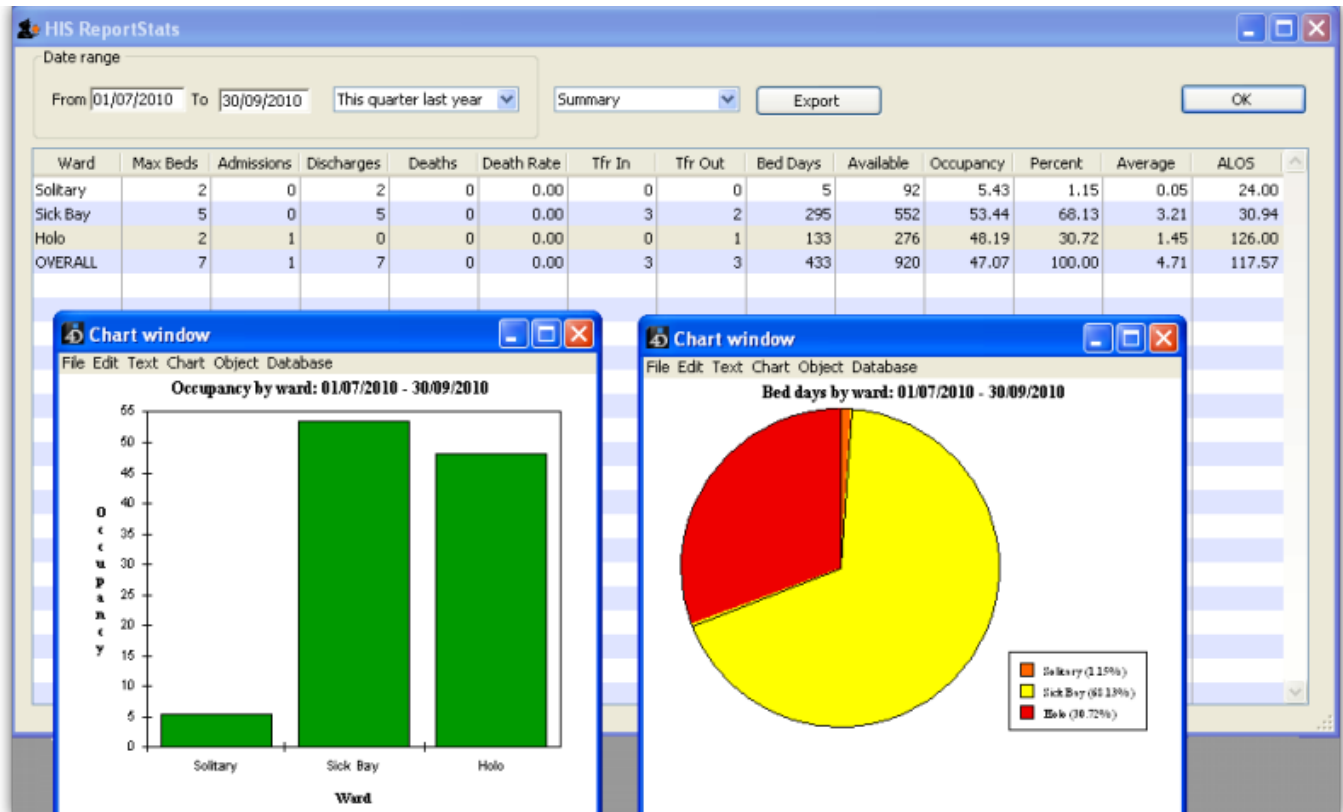 HIS ReportStats
Date range
From 01/07/2010 To 30/09/2010 This quarter last year Summary Export OK
Ward Max Beds Admissions Discharges Deaths Death Rate Tfr In Tfr Out Bed Days Available Occupancy Percent Average ALOS
Solitary 2 0 2 0 0.00 0 0 5 92 5.43 1.15 0.05 24.00
Sick Bay 5 0 5 0 0.00 3 2 295 552 53.44 68.13 3.21 30.94
Holo 2 1 0 0 0.00 0 1 133 276 48.19 30.72 1.45 126.00
OVERALL 7 1 7 0 0.00 3 3 433 920 47.07 100.00 4.71 117.57
Chart window
File Edit Text Chart Object Database
Occupancy by ward: 01/07/2010 - 30/09/2010
55
50
45
40
35
30
25
20
15
10
5
0
Occupancy
Solitary Sick Bay Holo
Ward
Chart window
File Edit Text Chart Object Database
Bed days by ward: 01/07/2010 - 30/09/2010
Solitary (1.15%)
Sick Bay (68.13%)
Holo (30.72%)